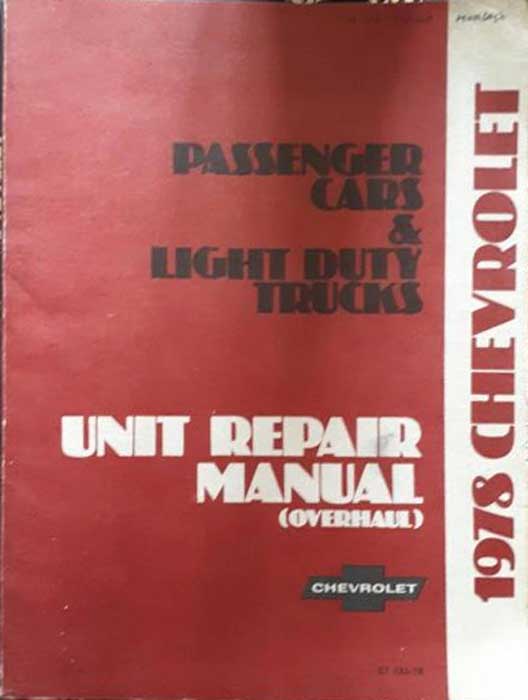 PASSENGER
CARS
&
LIGHT DUTY
TRUCKS
UNIT REPAIR
MANUAL
(OVERHAUL)
CHEVROLET
1978 CHEVROLET